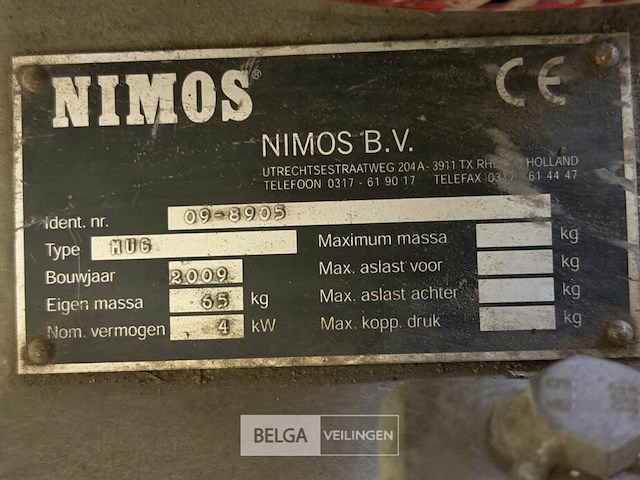 NIMOS®
CE
NIMOS B.V.
UTRECHTSESTRAATWEG 204A - 3911 TX HOLLAND
TELEFOON 0317 - 61 90 17 TELEFAX 61 44 47
Ident. nr. 09-8905
Type MUG
Bouwjaar 2009
Eigen massa 65 kg
Nom. vermogen 4 kW
Maximum massa kg
Max. aslast voor kg
Max. aslast achter kg
Max. kopp. druk kg
BELGA VEILINGEN